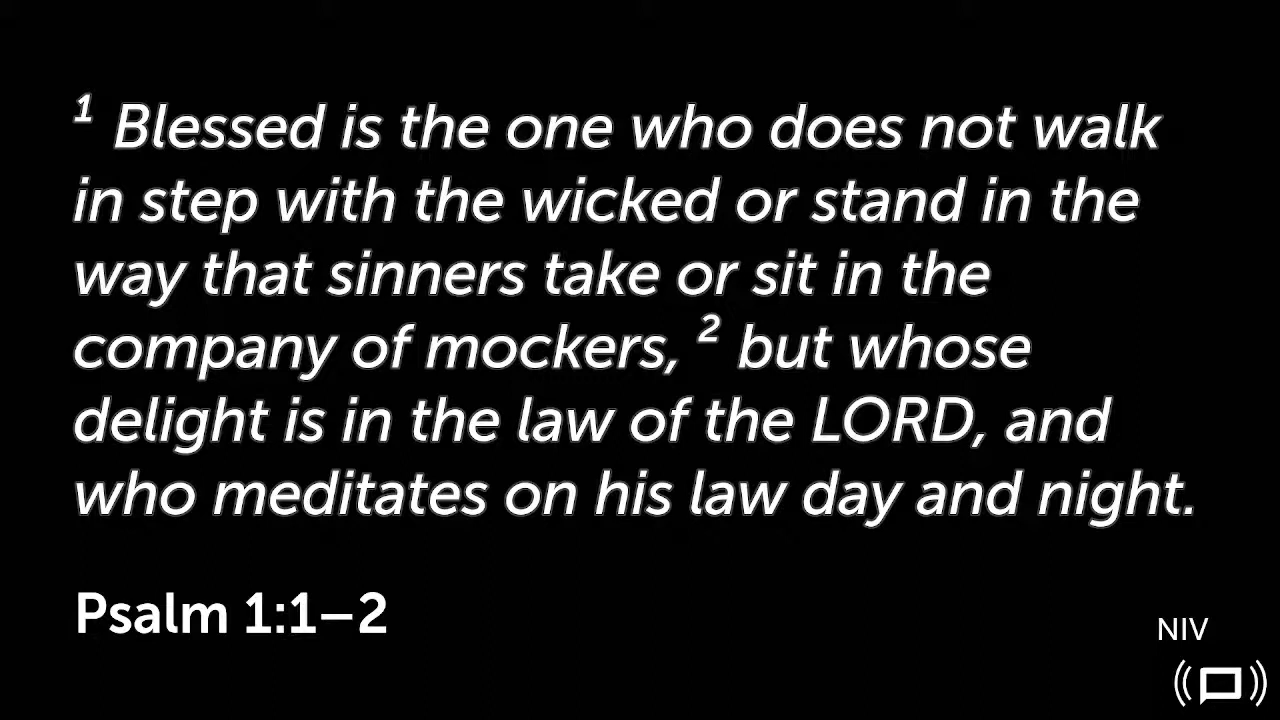 1 Blessed is the one who does not walk
in step with the wicked or stand in the
way that sinners take or sit in the
company of mockers, 2 but whose
delight is in the law of the LORD, and
who meditates on his law day and night.
Psalm 1:1–2
NIV